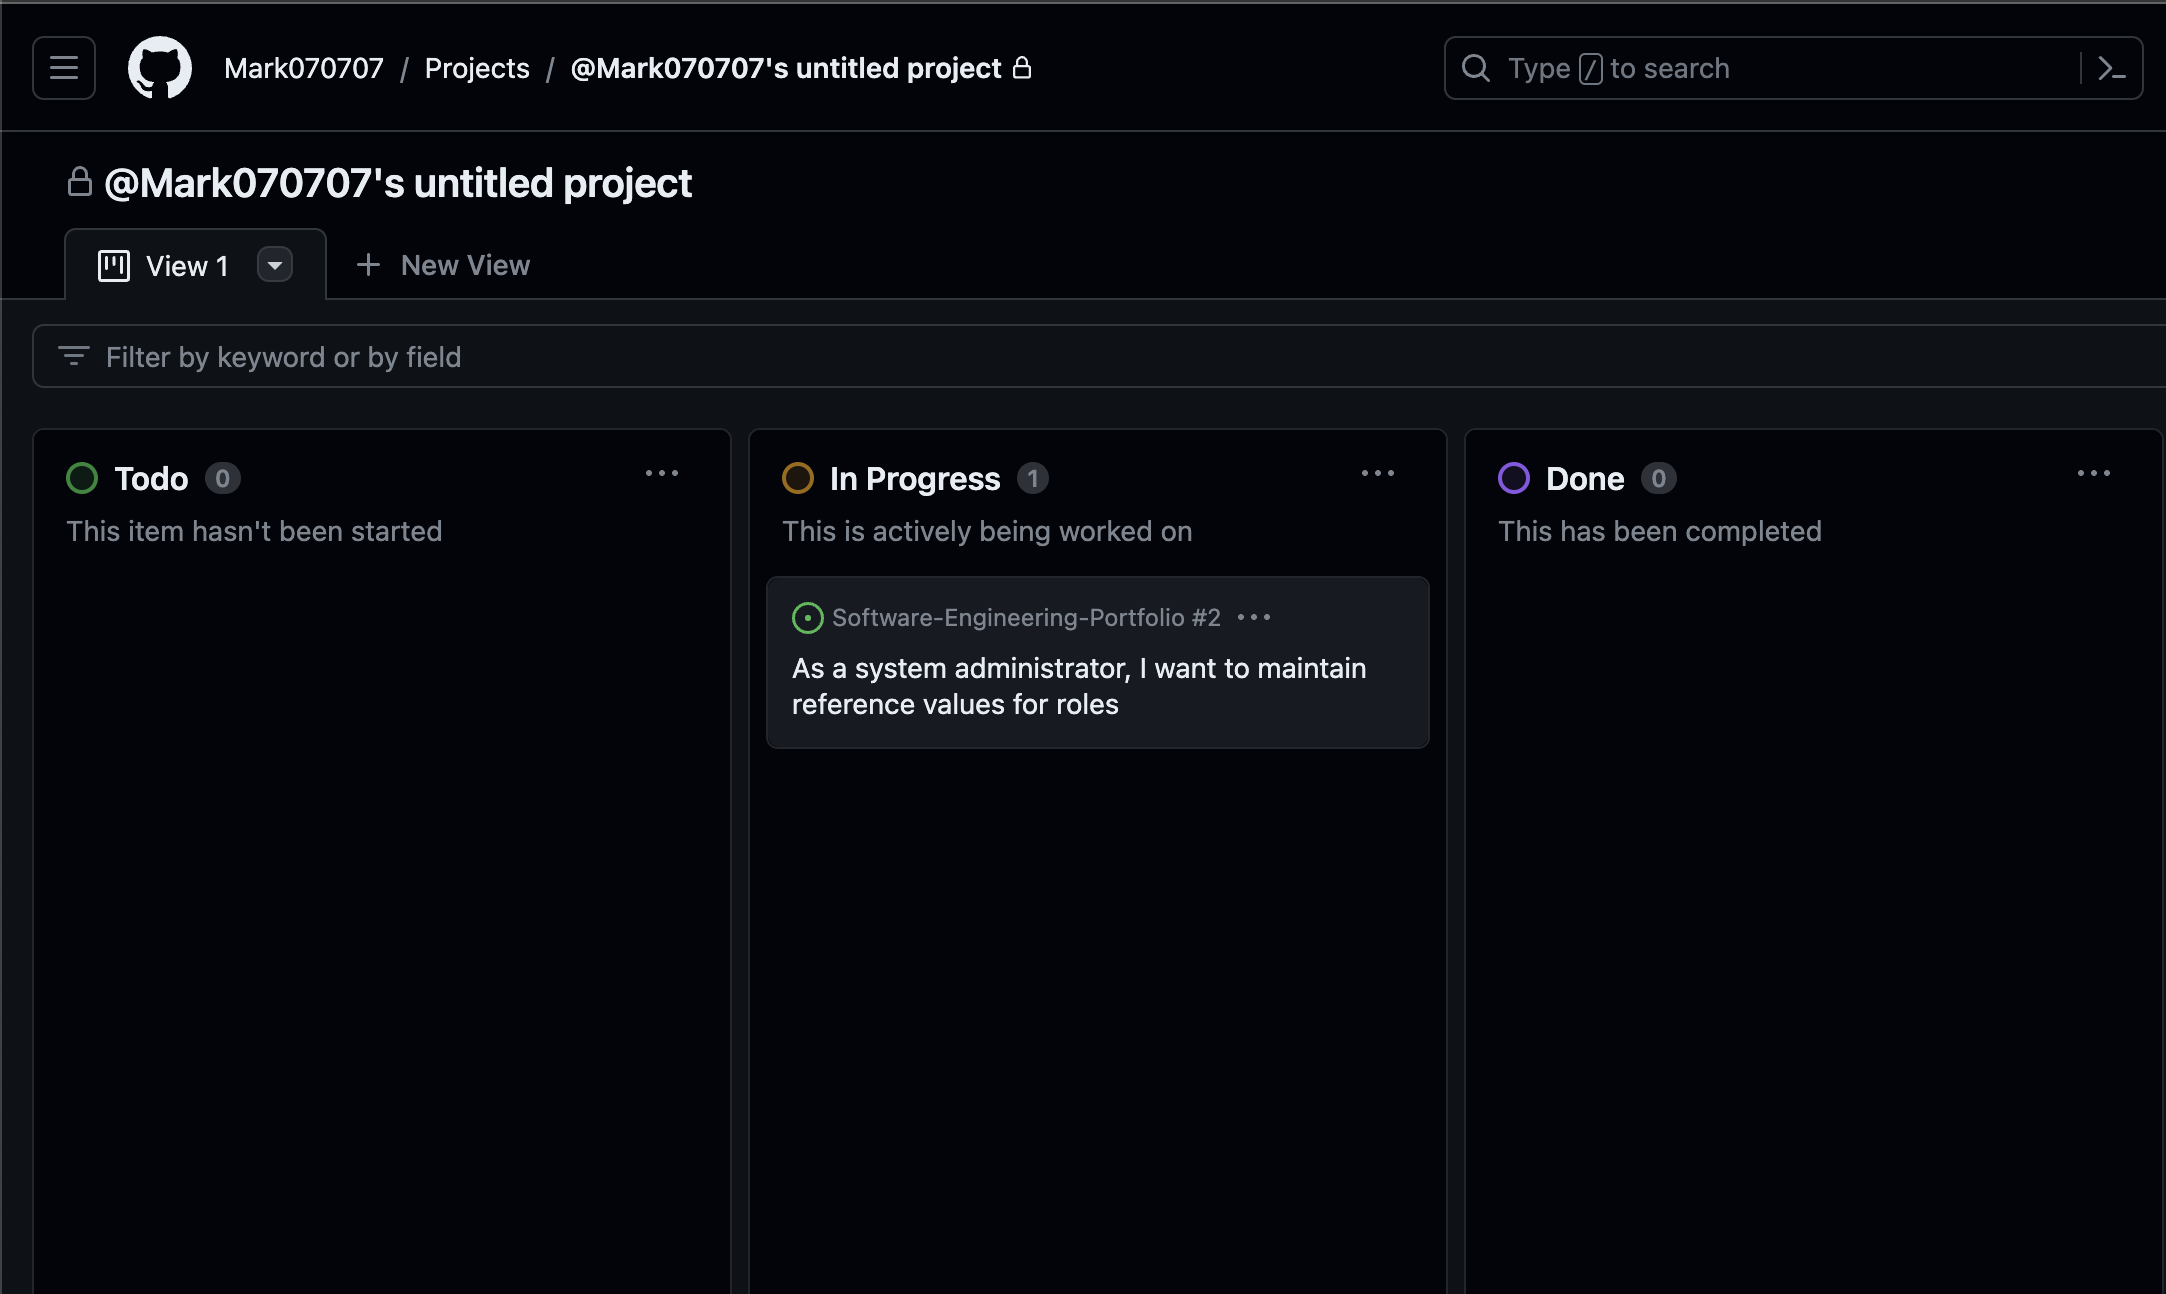 Mark070707 / Projects / @Mark070707's untitled project
Type / to search
@Mark070707's untitled project
View 1
New View
Filter by keyword or by field
Todo 0
This item hasn't been started
In Progress 1
This is actively being worked on
Software-Engineering-Portfolio #2
As a system administrator, I want to maintain
reference values for roles
Done 0
This has been completed